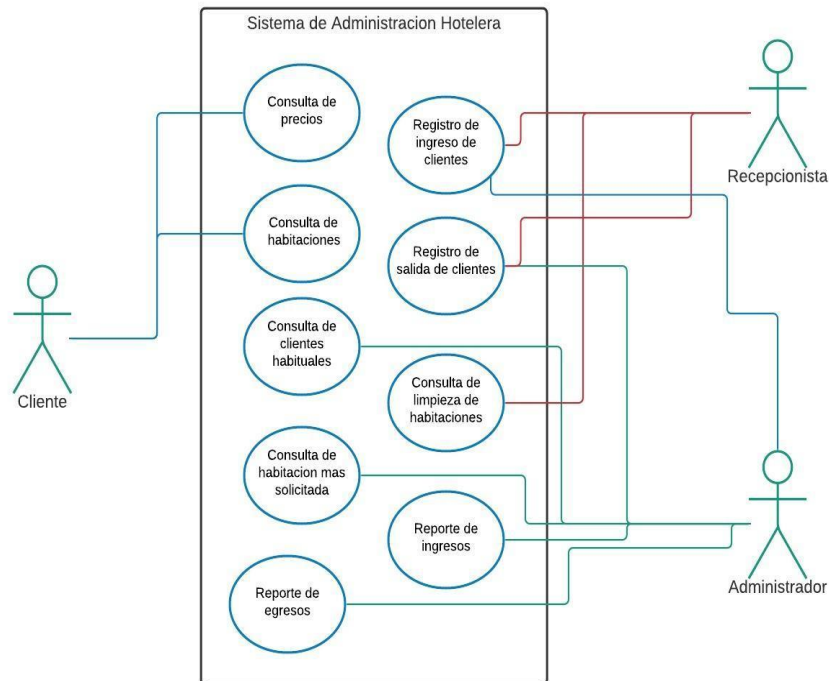 Sistema de Administracion Hotelera
Consulta de
precios
Registro de
ingreso de
clientes
Recepcionista
Consulta de
habitaciones
Registro de
salida de clientes
Cliente
Consulta de
clientes
habituales
Consulta de
limpieza de
habitaciones
Consulta de
habitacion mas
solicitada
Reporte de
ingresos
Administrador
Reporte de
egresos